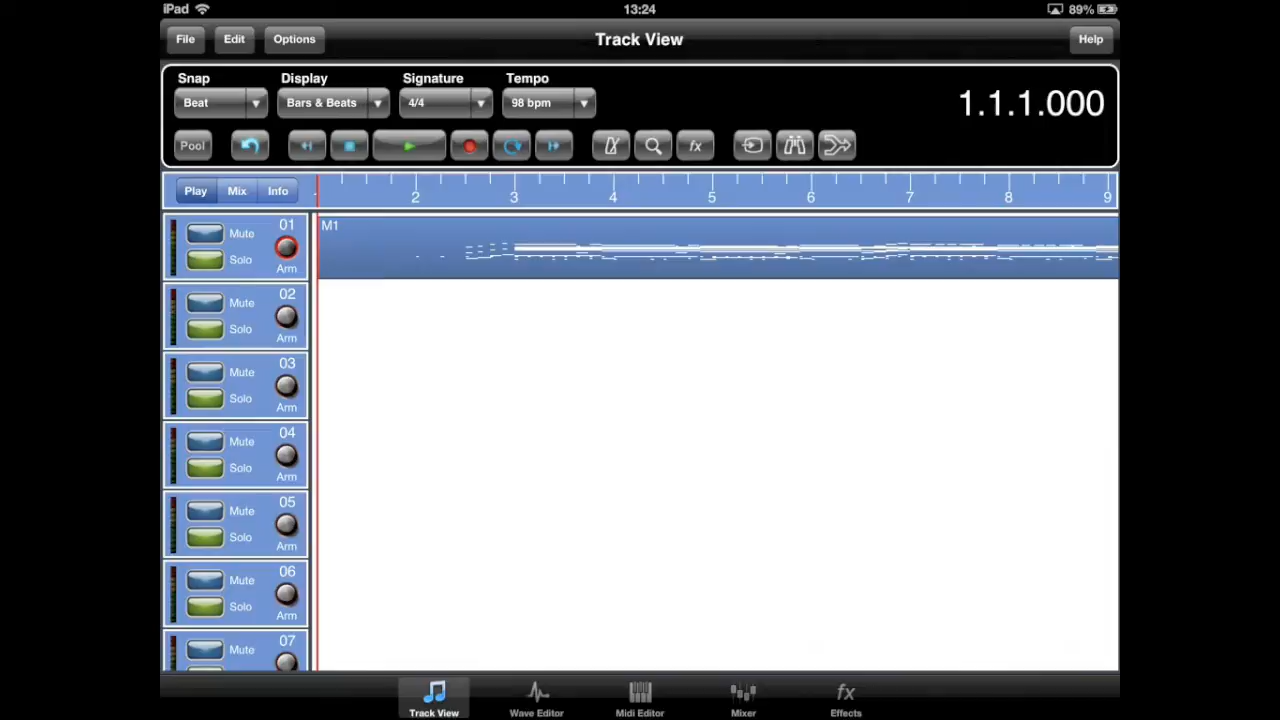 iPad 13:24 89%
File Edit Options Track View Help
Snap Display Signature Tempo
Beat Bars & Beats 4/4 98 bpm 1.1.1.000
Pool fx
Play Mix Info 2 3 4 5 6 7 8 9
01 M1
Mute
Solo
Arm
02
Mute
Solo
Arm
03
Mute
Solo
Arm
04
Mute
Solo
Arm
05
Mute
Solo
Arm
06
Mute
Solo
Arm
07
Mute
fx
Track View Wave Editor Midi Editor Mixer Effects